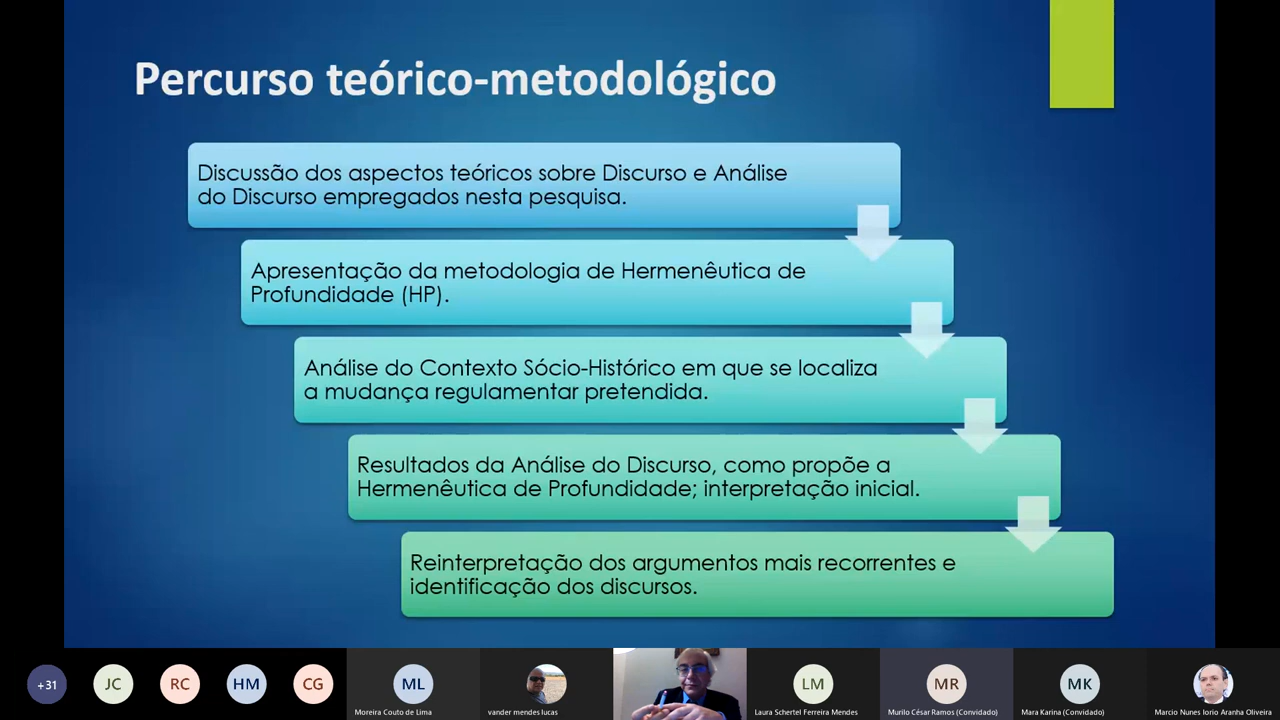 Percurso teórico-metodológico
Discussão dos aspectos teóricos sobre Discurso e Análise
do Discurso empregados nesta pesquisa.
Apresentação da metodologia de Hermenêutica de
Profundidade (HP).
Análise do Contexto Sócio-Histórico em que se localiza
a mudança regulamentar pretendida.
Resultados da Análise do Discurso, como propõe a
Hermenêutica de Profundidade; interpretação inicial.
Reinterpretação dos argumentos mais recorrentes e
identificação dos discursos.
+31
JC
RC
HM
CG
ML
Moreira Couto de Lima
vander mendes lucas
LM
Laura Schertel Ferreira Mendes
MR
Murilo César Ramos (Convidado)
MK
Mara Karina (Convidado)
Marcio Nunes Iorio Aranha Oliveira